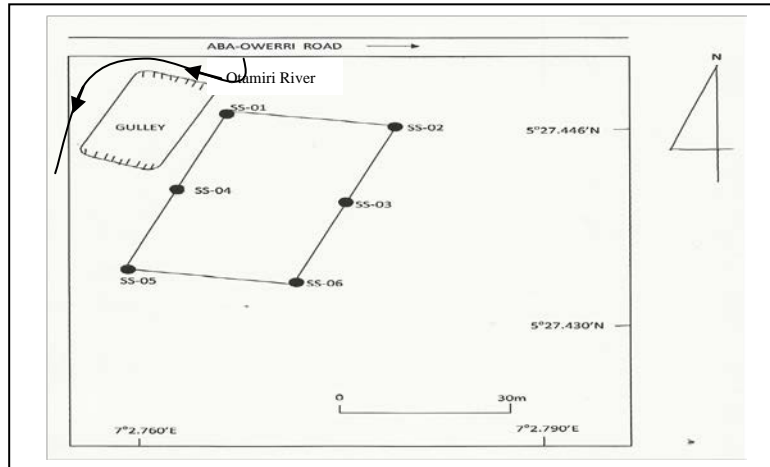 ABA-OWERRI ROAD
N
Otamiri River
SS-01
GULLEY
SS-02
5°27.446'N
SS-04
SS-03
SS-05
SS-06
5°27.430'N
0
30m
7°2.760'E
7°2.790'E